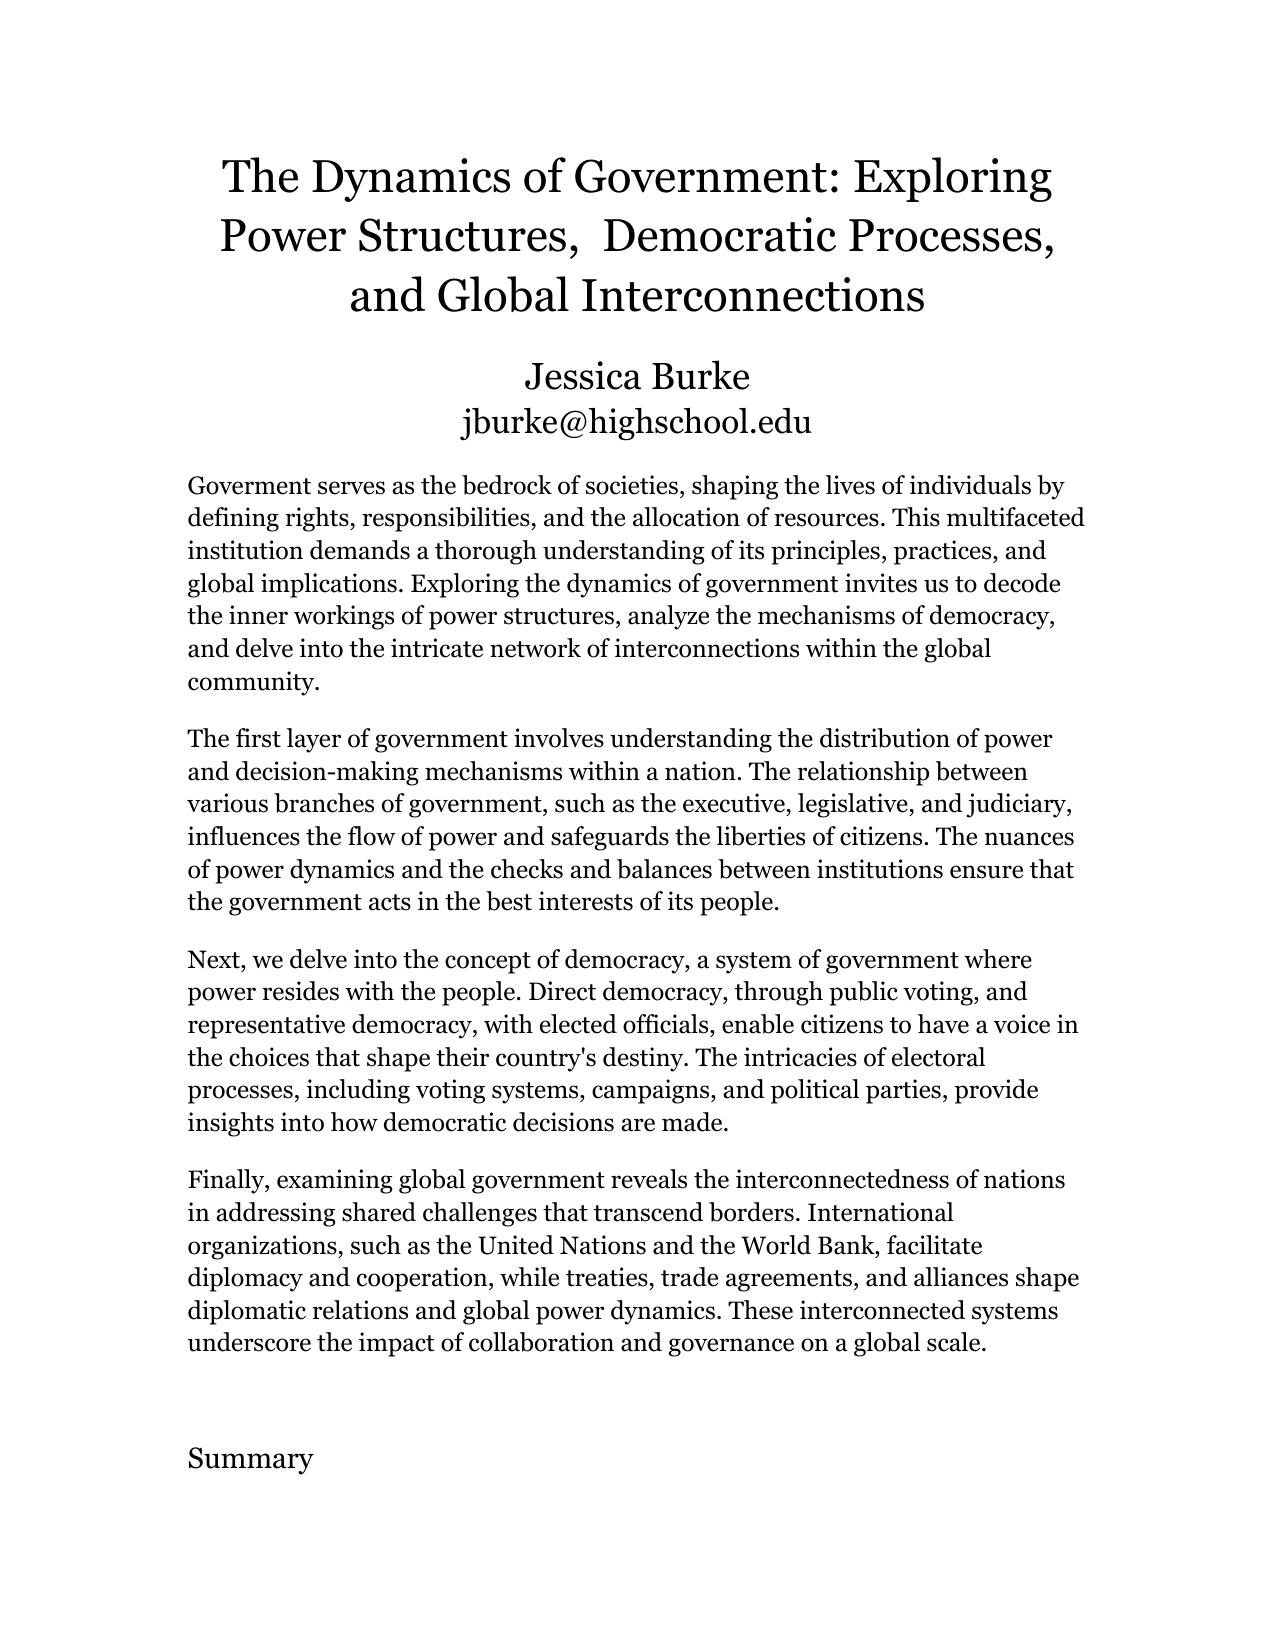 The Dynamics of Government: Exploring
Power Structures,  Democratic Processes,
and Global Interconnections
Jessica Burke
jburke@highschool.edu
Goverment serves as the bedrock of societies, shaping the lives of individuals by
defining rights, responsibilities, and the allocation of resources. This multifaceted
institution demands a thorough understanding of its principles, practices, and
global implications. Exploring the dynamics of government invites us to decode
the inner workings of power structures, analyze the mechanisms of democracy,
and delve into the intricate network of interconnections within the global
community.
The first layer of government involves understanding the distribution of power
and decision-making mechanisms within a nation. The relationship between
various branches of government, such as the executive, legislative, and judiciary,
influences the flow of power and safeguards the liberties of citizens. The nuances
of power dynamics and the checks and balances between institutions ensure that
the government acts in the best interests of its people.
Next, we delve into the concept of democracy, a system of government where
power resides with the people. Direct democracy, through public voting, and
representative democracy, with elected officials, enable citizens to have a voice in
the choices that shape their country's destiny. The intricacies of electoral
processes, including voting systems, campaigns, and political parties, provide
insights into how democratic decisions are made.
Finally, examining global government reveals the interconnectedness of nations
in addressing shared challenges that transcend borders. International
organizations, such as the United Nations and the World Bank, facilitate
diplomacy and cooperation, while treaties, trade agreements, and alliances shape
diplomatic relations and global power dynamics. These interconnected systems
underscore the impact of collaboration and governance on a global scale.
Summary